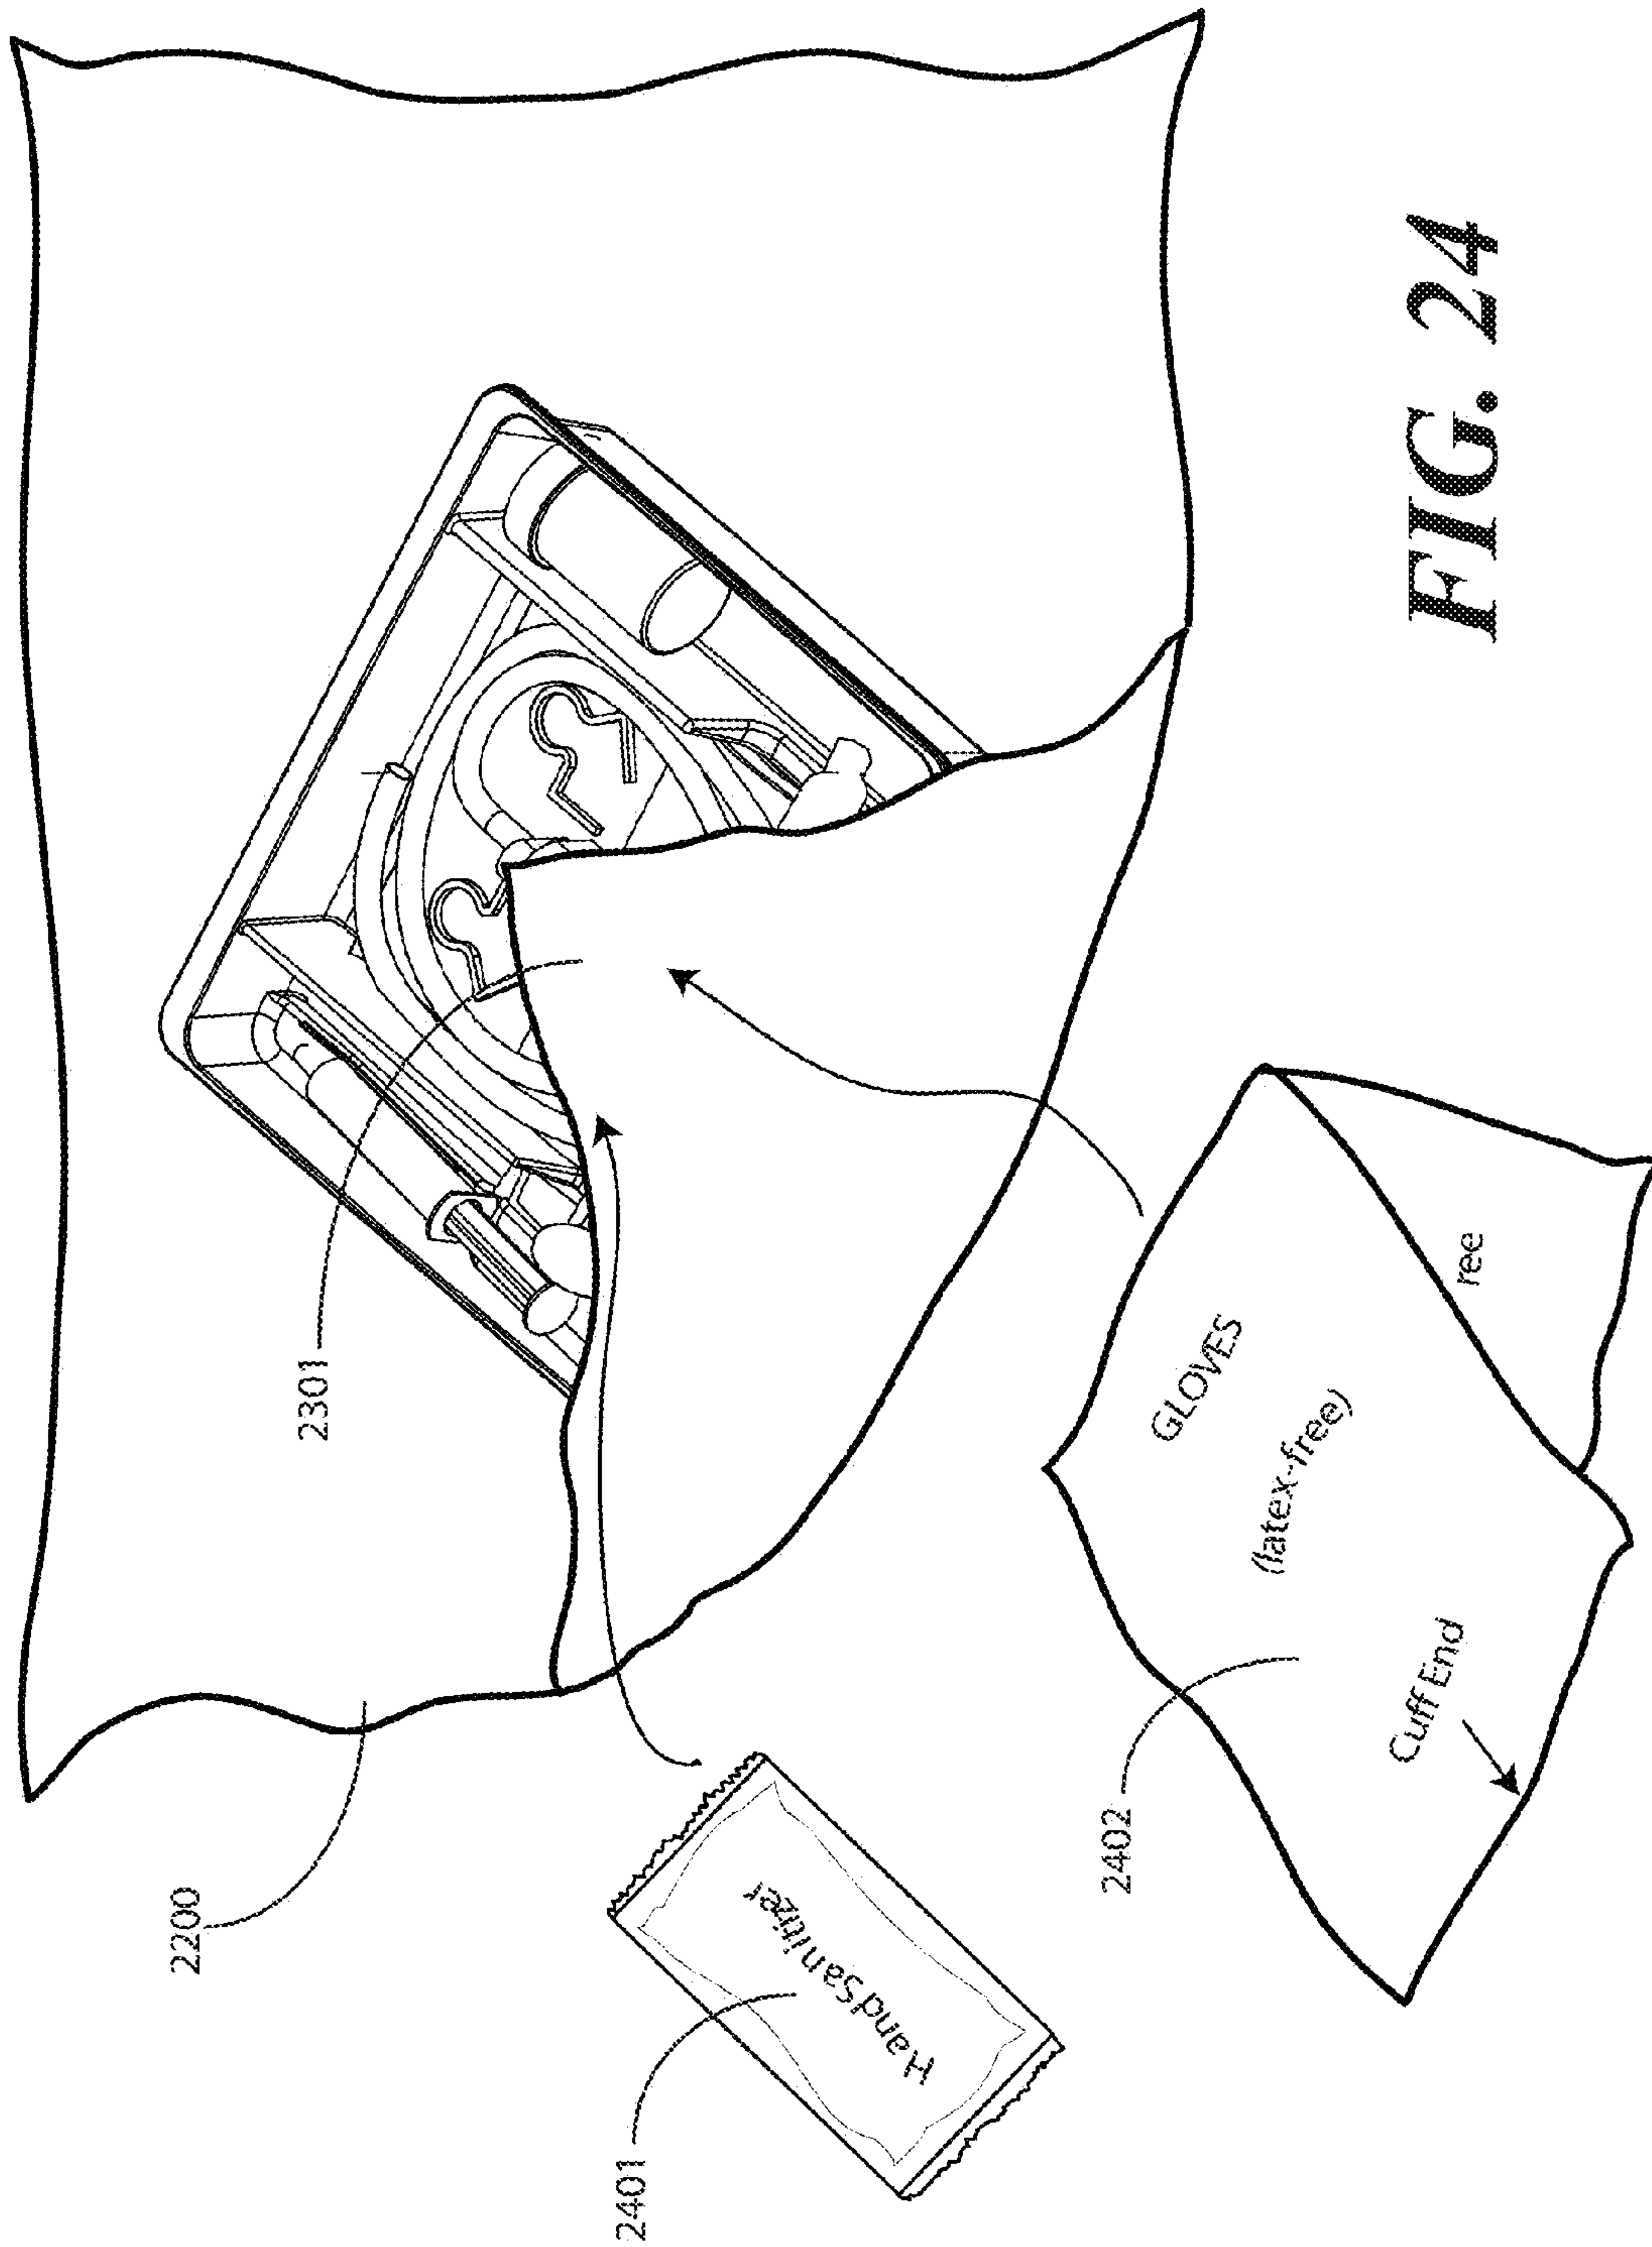 2200
2301
2401
Hand Sanitizer
2402
GLOVES
(latex-free)
ree
Cuff End
FIG. 24